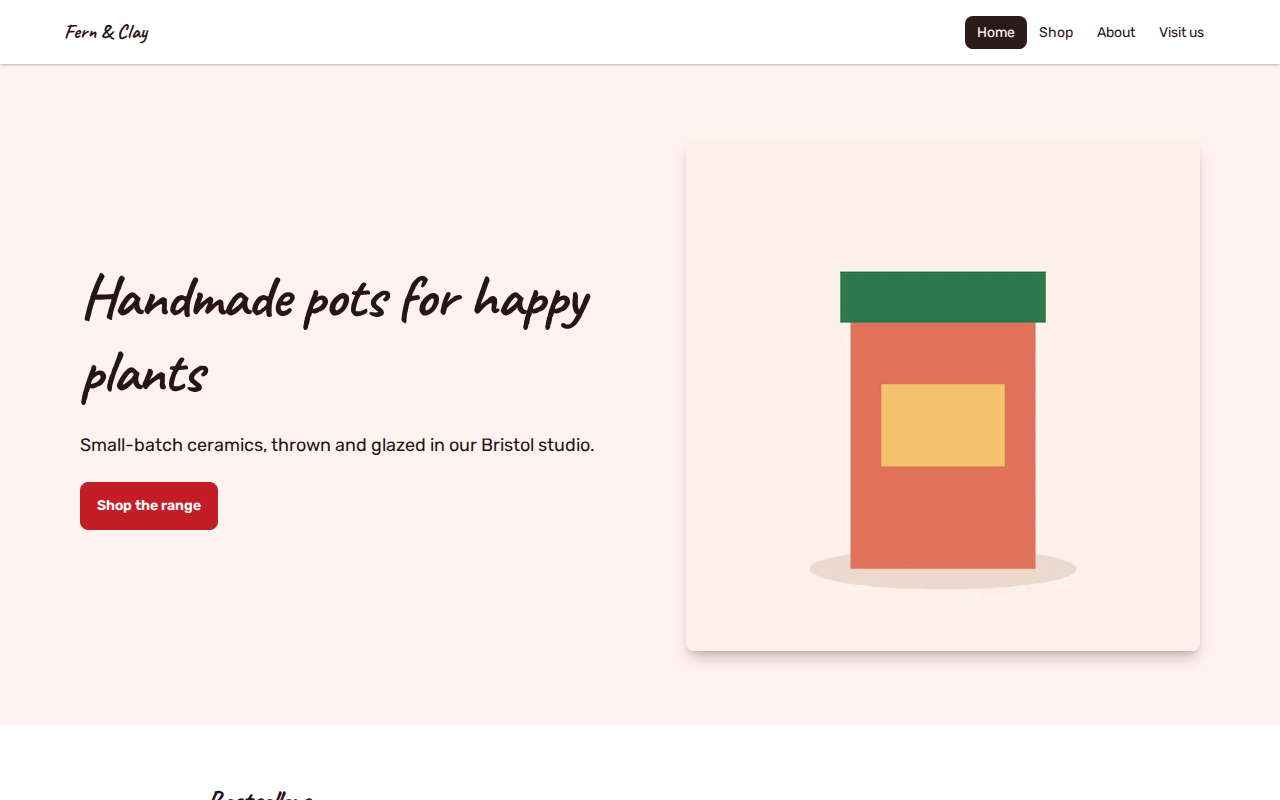 Fern & Clay
Home
Shop
About
Visit us
Handmade pots for happy
plants
Small-batch ceramics, thrown and glazed in our Bristol studio.
Shop the range